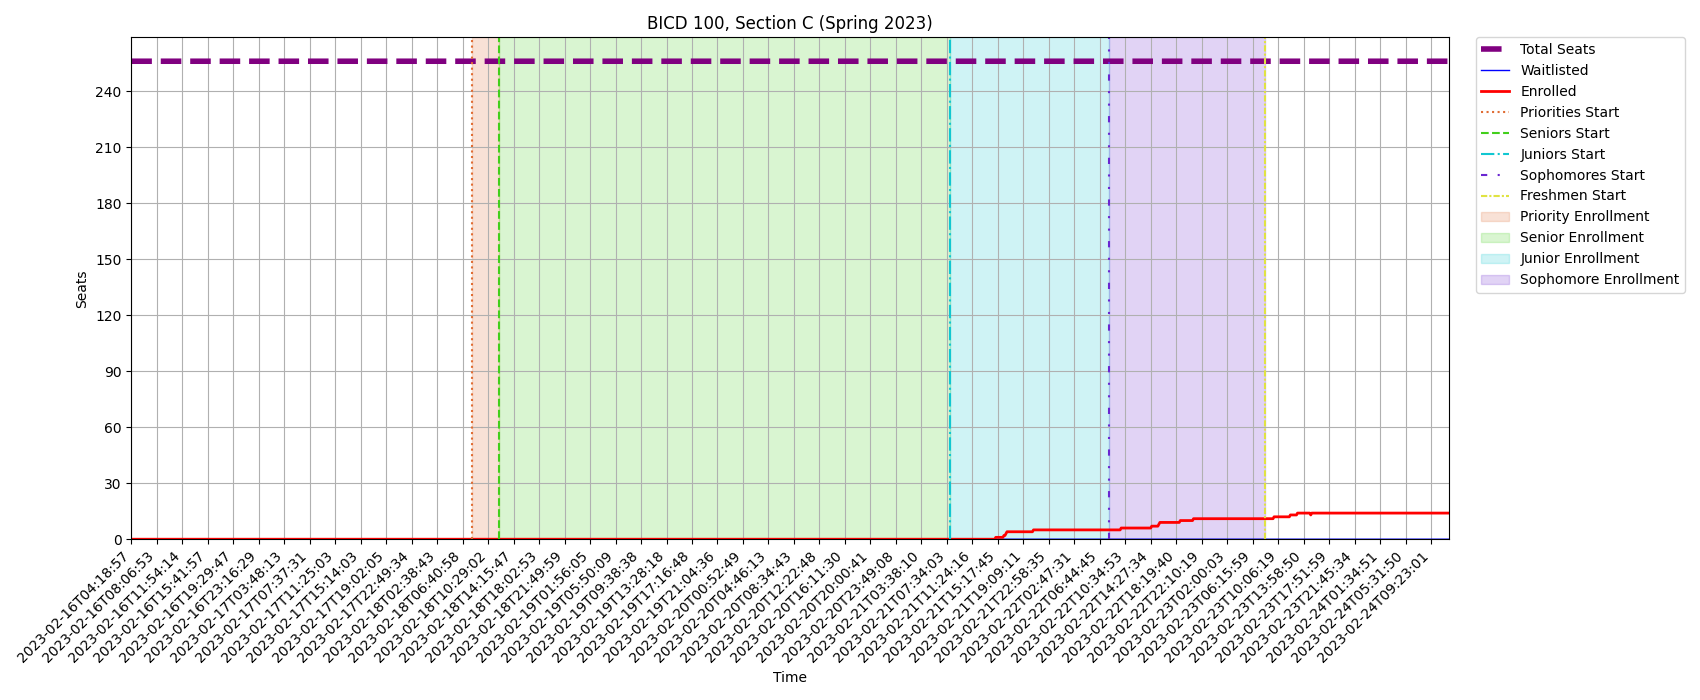 BICD 100, Section C (Spring 2023)
Total Seats
Waitlisted
Enrolled
Priorities Start
Seniors Start
Juniors Start
Sophomores Start
Freshmen Start
Priority Enrollment
Senior Enrollment
Junior Enrollment
Sophomore Enrollment
Seats
240
210
180
150
120
90
60
30
0
2023-02-16T04:18:57
2023-02-16T08:06:53
2023-02-16T11:54:14
2023-02-16T15:41:57
2023-02-16T19:29:47
2023-02-16T23:16:29
2023-02-17T03:48:13
2023-02-17T07:37:31
2023-02-17T11:25:03
2023-02-17T15:14:03
2023-02-17T19:02:05
2023-02-17T22:49:34
2023-02-18T02:38:43
2023-02-18T06:40:58
2023-02-18T10:29:02
2023-02-18T14:15:47
2023-02-18T18:02:53
2023-02-18T21:49:59
2023-02-19T01:56:05
2023-02-19T05:50:09
2023-02-19T09:38:38
2023-02-19T13:28:18
2023-02-19T17:16:48
2023-02-19T21:04:36
2023-02-20T00:52:49
2023-02-20T04:46:13
2023-02-20T08:34:43
2023-02-20T12:22:48
2023-02-20T16:11:30
2023-02-20T20:00:41
2023-02-20T23:49:08
2023-02-21T03:38:10
2023-02-21T07:34:03
2023-02-21T11:24:16
2023-02-21T15:17:45
2023-02-21T19:09:11
2023-02-21T22:58:35
2023-02-22T02:47:31
2023-02-22T06:44:45
2023-02-22T10:34:53
2023-02-22T14:27:34
2023-02-22T18:19:40
2023-02-22T22:10:19
2023-02-23T02:00:03
2023-02-23T06:15:59
2023-02-23T10:06:19
2023-02-23T13:58:50
2023-02-23T17:51:59
2023-02-23T21:45:34
2023-02-24T01:34:51
2023-02-24T05:31:50
2023-02-24T09:23:01
Time